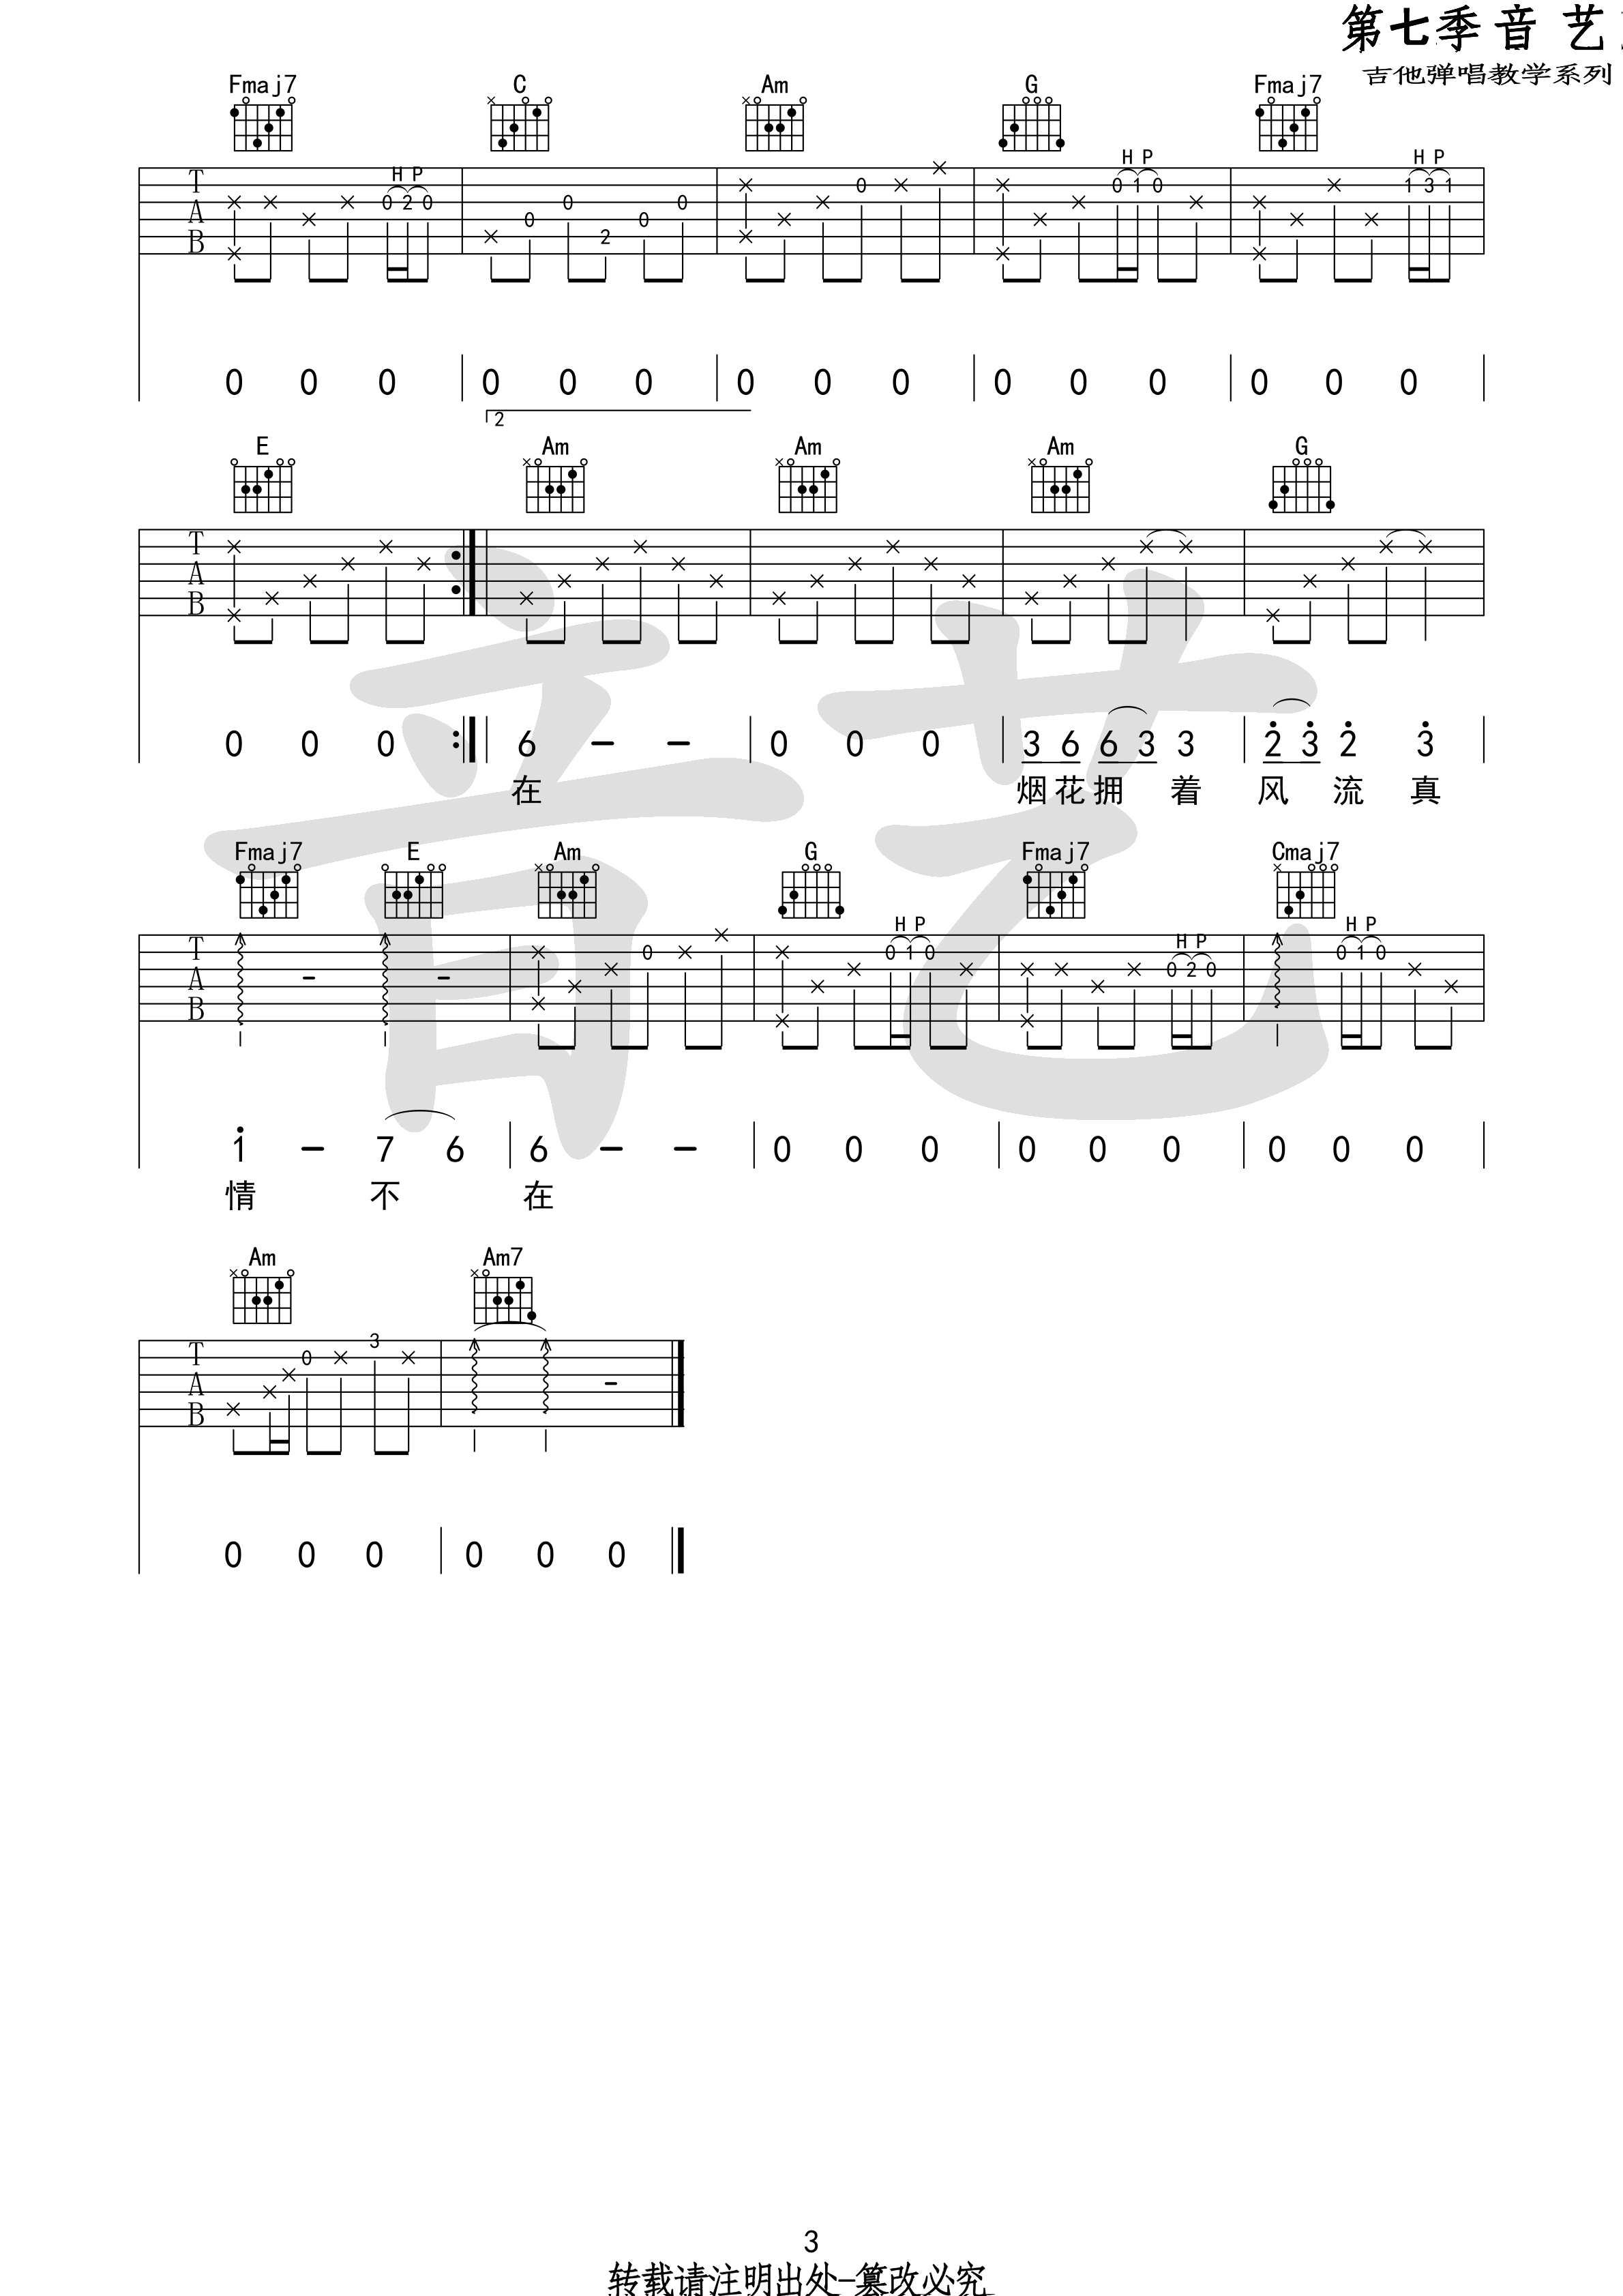 第七季音 艺
吉他弹唱教学系列
Fmaj7 C Am G Fmaj7
H P H P H P
T A B
0 2 0 0 0 2 0 0 0 0 1 0 1 3 1
0 0 0 0 0 0 0 0 0 0 0 0 0 0 0
2
E Am Am Am G
T A B
0 0 0 6 - - 0 0 0 3 6 6 3 3 2 3 2 3
在 烟花拥 着 风 流 真
Fmaj7 E Am G Fmaj7 Cmaj7
H P H P H P
T A B
0 0 1 0 0 2 0 0 1 0
1 - 7 6 6 - - 0 0 0 0 0 0 0 0 0
情 不 在
Am Am7
T A B
0 3
0 0 0 0 0 0
音艺
3
转载请注明出处-篡改必究